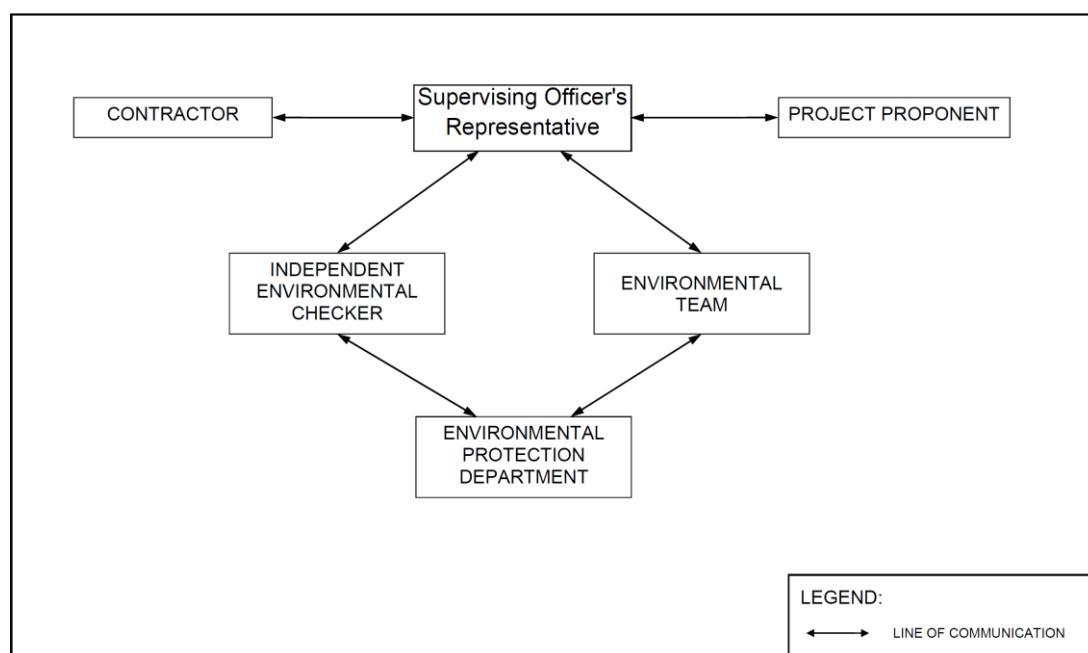 CONTRACTOR
Supervising Officer's
Representative
PROJECT PROPONENT
INDEPENDENT
ENVIRONMENTAL
CHECKER
ENVIRONMENTAL
TEAM
ENVIRONMENTAL
PROTECTION
DEPARTMENT
LEGEND:
LINE OF COMMUNICATION